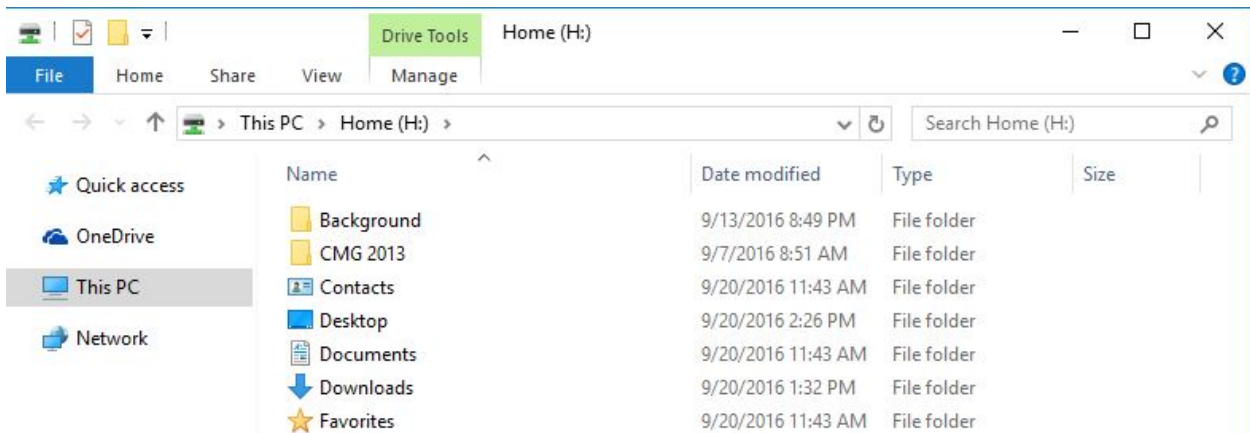 Drive Tools Home (H:)
File Home Share View Manage
This PC Home (H:) Search Home (H:)
Quick access
OneDrive
This PC
Network
Name Date modified Type Size
Background 9/13/2016 8:49 PM File folder
CMG 2013 9/7/2016 8:51 AM File folder
Contacts 9/20/2016 11:43 AM File folder
Desktop 9/20/2016 2:26 PM File folder
Documents 9/20/2016 11:43 AM File folder
Downloads 9/20/2016 1:32 PM File folder
Favorites 9/20/2016 11:43 AM File folder